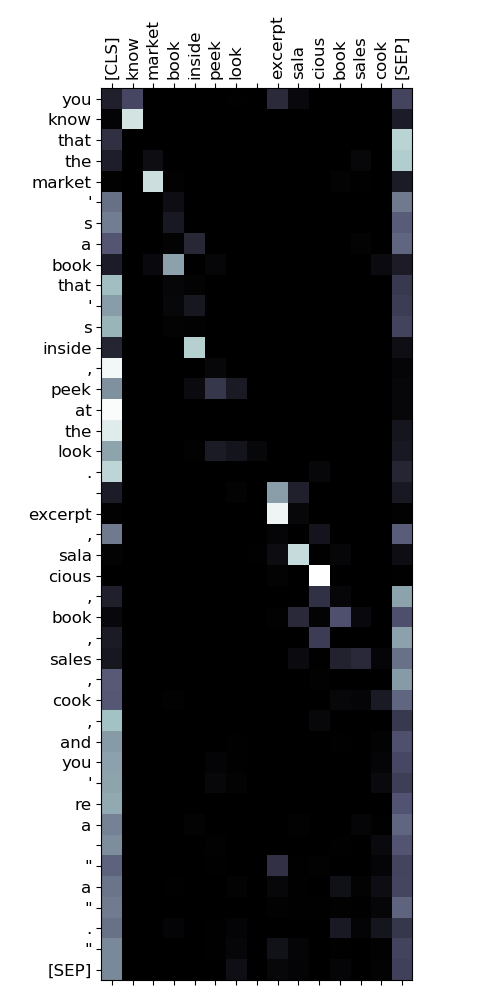 [CLS]
know
market
book
inside
peek
look
excerpt
sala
cious
book
sales
cook
[SEP]
you
know
that
the
market
'
s
a
book
that
'
s
inside
,
peek
at
the
look
.
-
excerpt
,
sala
cious
,
book
,
sales
,
cook
,
and
you
'
re
a
-
"
a
"
.
"
[SEP]